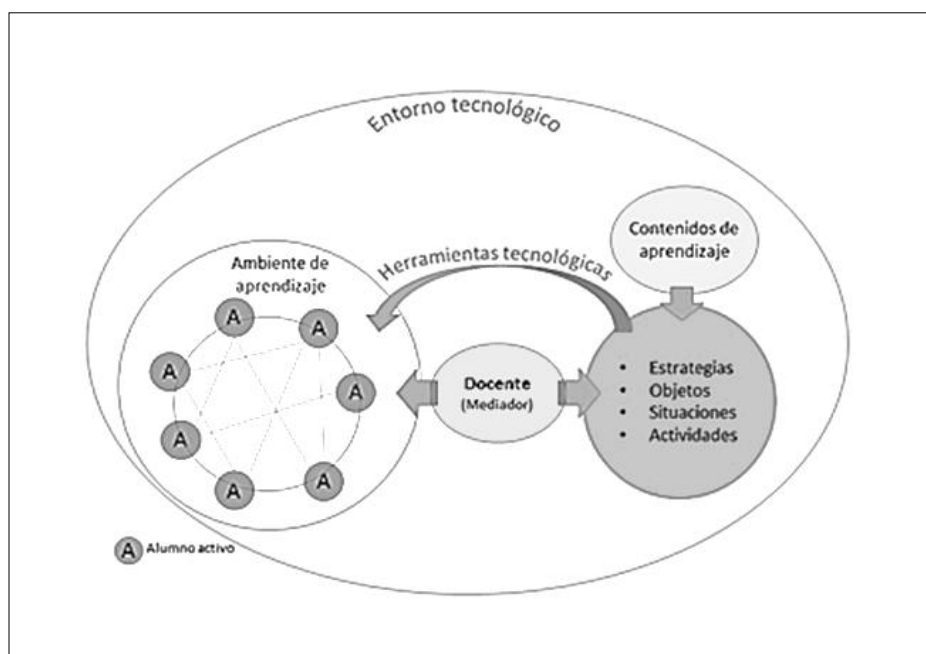 Entorno tecnológico
Contenidos de
aprendizaje
Herramientas tecnológicas
Ambiente de
aprendizaje
A
A
A
A
A
A
A
Docente
(Mediador)
• Estrategias
• Objetos
• Situaciones
• Actividades
A Alumno activo